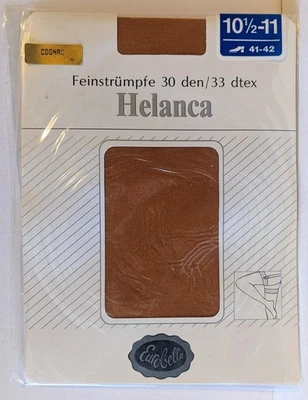 COGNAC
10½-11
41-42
Feinstrümpfe 30 den/33 dtex
Helanca
Eurobella